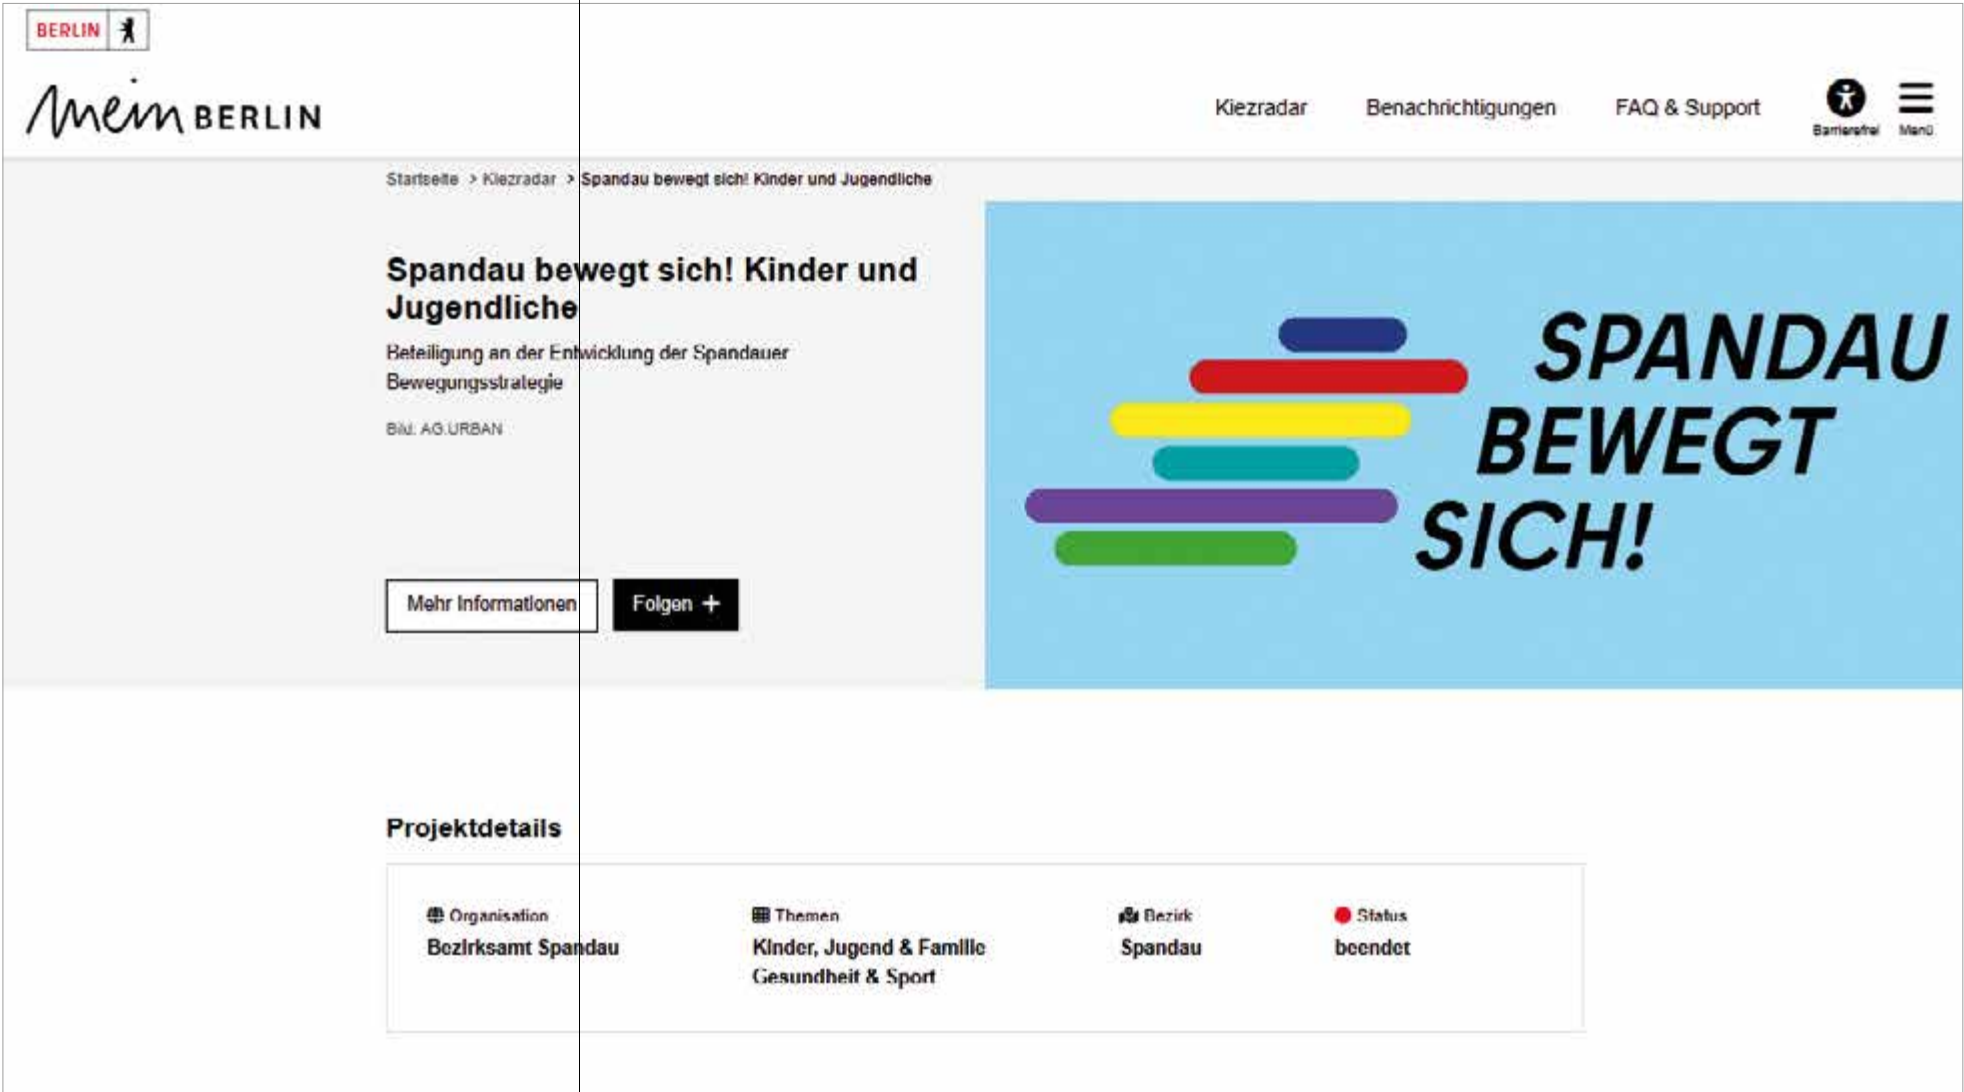 BERLIN
mein BERLIN
Kiezradar Benachrichtigungen FAQ & Support
Barrierefrei Menü
Startseite > Kiezradar > Spandau bewegt sich! Kinder und Jugendliche
Spandau bewegt sich! Kinder und
Jugendliche
Beteiligung an der Entwicklung der Spandauer
Bewegungsstrategie
Bild: AG.URBAN
Mehr Informationen Folgen +
SPANDAU
BEWEGT
SICH!
Projektdetails
Organisation Themen Bezirk Status
Bezirksamt Spandau Kinder, Jugend & Familie Spandau beendet
Gesundheit & Sport